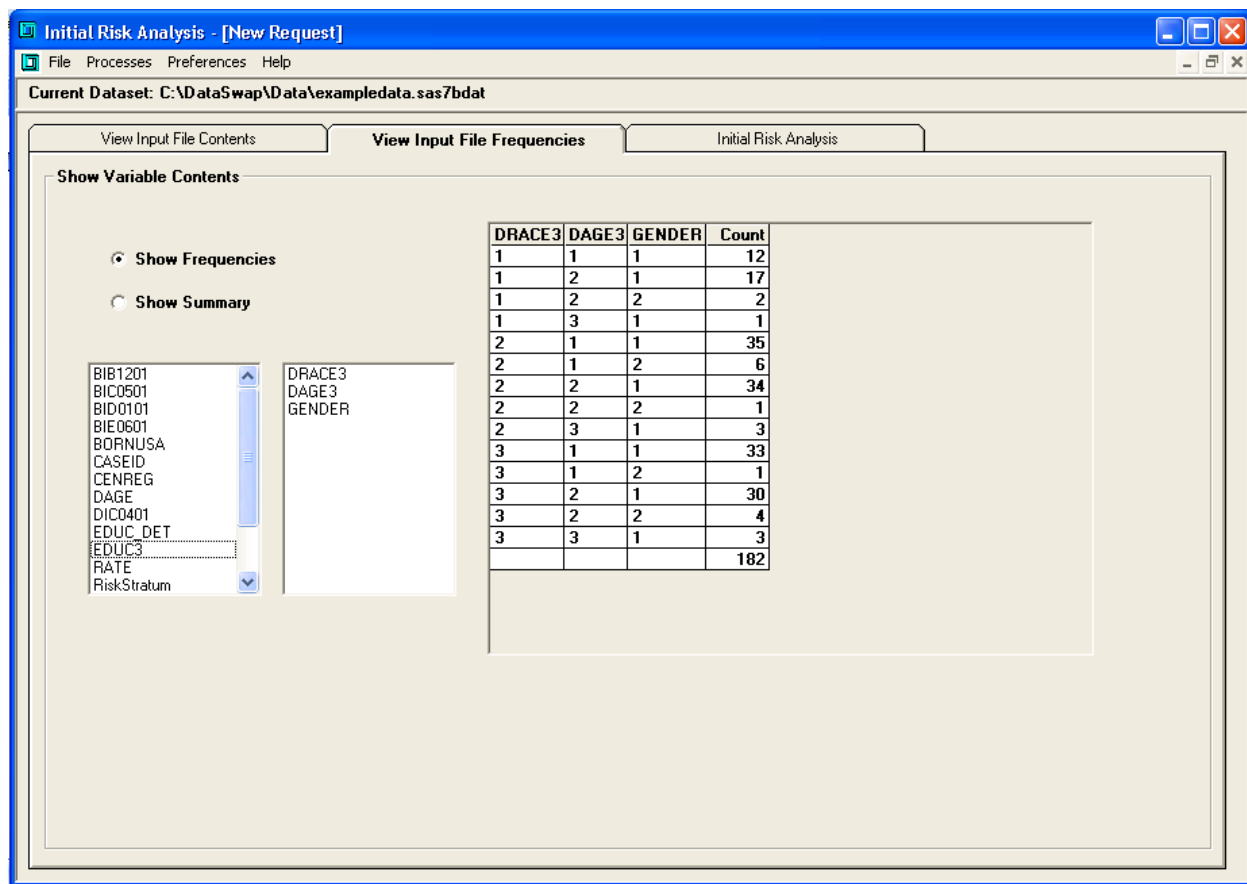 Initial Risk Analysis - [New Request]
File Processes Preferences Help
Current Dataset: C:\DataSwap\Data\exampledata.sas7bdat
View Input File Contents View Input File Frequencies Initial Risk Analysis
Show Variable Contents
Show Frequencies
Show Summary
BIB1201
BIC0501
BID0101
BIE0601
BORNUSA
CASEID
CENREG
DAGE
DIC0401
EDUC_DET
EDUC3
RATE
RiskStratum
DRACE3
DAGE3
GENDER
DRACE3 DAGE3 GENDER Count
1 1 1 12
1 2 1 17
1 2 2 2
1 3 1 1
2 1 1 35
2 1 2 6
2 2 1 34
2 2 2 1
2 3 1 3
3 1 1 33
3 1 2 1
3 2 1 30
3 2 2 4
3 3 1 3
182